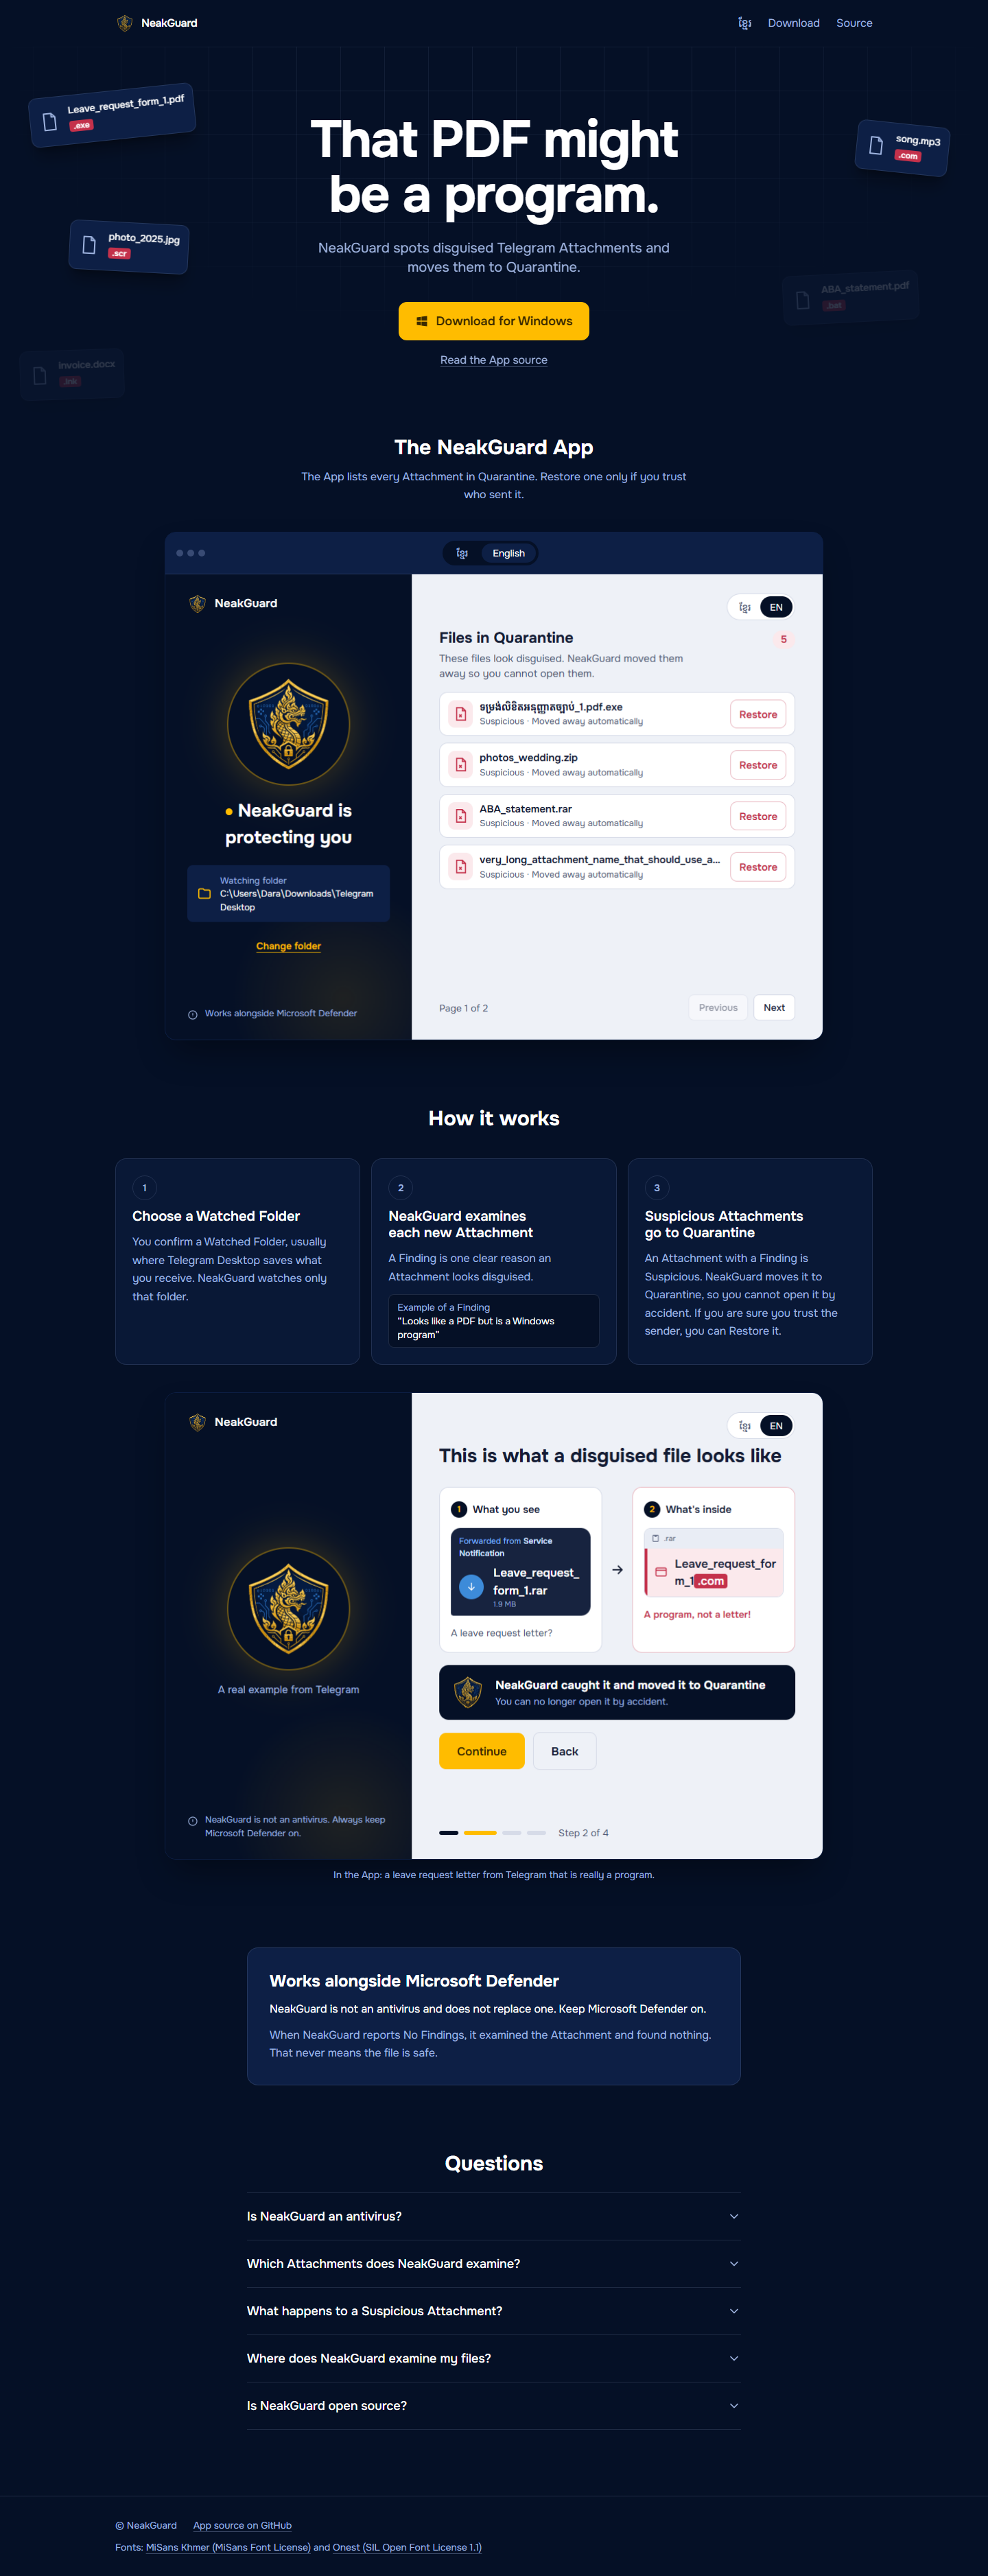 NeakGuard
ខ្មែរ Download Source
Leave_request_form_1.pdf
.exe
song.mp3
.com
That PDF might
be a program.
photo_2025.jpg
.scr
NeakGuard spots disguised Telegram Attachments and
moves them to Quarantine.
ABA_statement.pdf
.bat
Download for Windows
Read the App source
invoice.docx
.lnk
The NeakGuard App
The App lists every Attachment in Quarantine. Restore one only if you trust
who sent it.
ខ្មែរ English
NeakGuard
NeakGuard is
protecting you
Watching folder
C:\Users\Dara\Downloads\Telegram
Desktop
Change folder
Works alongside Microsoft Defender
ខ្មែរ EN
Files in Quarantine
5
These files look disguised. NeakGuard moved them
away so you cannot open them.
ទម្រង់លិខិតអនុញ្ញាតច្បាប់_1.pdf.exe
Suspicious · Moved away automatically
Restore
photos_wedding.zip
Suspicious · Moved away automatically
Restore
ABA_statement.rar
Suspicious · Moved away automatically
Restore
very_long_attachment_name_that_should_use_a...
Suspicious · Moved away automatically
Restore
Page 1 of 2
Previous Next
How it works
1
Choose a Watched Folder
You confirm a Watched Folder, usually
where Telegram Desktop saves what
you receive. NeakGuard watches only
that folder.
2
NeakGuard examines
each new Attachment
A Finding is one clear reason an
Attachment looks disguised.
Example of a Finding
“Looks like a PDF but is a Windows
program”
3
Suspicious Attachments
go to Quarantine
An Attachment with a Finding is
Suspicious. NeakGuard moves it to
Quarantine, so you cannot open it by
accident. If you are sure you trust the
sender, you can Restore it.
NeakGuard
A real example from Telegram
NeakGuard is not an antivirus. Always keep
Microsoft Defender on.
ខ្មែរ EN
This is what a disguised file looks like
1 What you see
Forwarded from Service
Notification
Leave_request_
form_1.rar
1.9 MB
A leave request letter?
2 What's inside
.rar
Leave_request_for
m_1.com
A program, not a letter!
NeakGuard caught it and moved it to Quarantine
You can no longer open it by accident.
Continue Back
Step 2 of 4
In the App: a leave request letter from Telegram that is really a program.
Works alongside Microsoft Defender
NeakGuard is not an antivirus and does not replace one. Keep Microsoft Defender on.
When NeakGuard reports No Findings, it examined the Attachment and found nothing.
That never means the file is safe.
Questions
Is NeakGuard an antivirus?
Which Attachments does NeakGuard examine?
What happens to a Suspicious Attachment?
Where does NeakGuard examine my files?
Is NeakGuard open source?
© NeakGuard App source on GitHub
Fonts: MiSans Khmer (MiSans Font License) and Onest (SIL Open Font License 1.1)